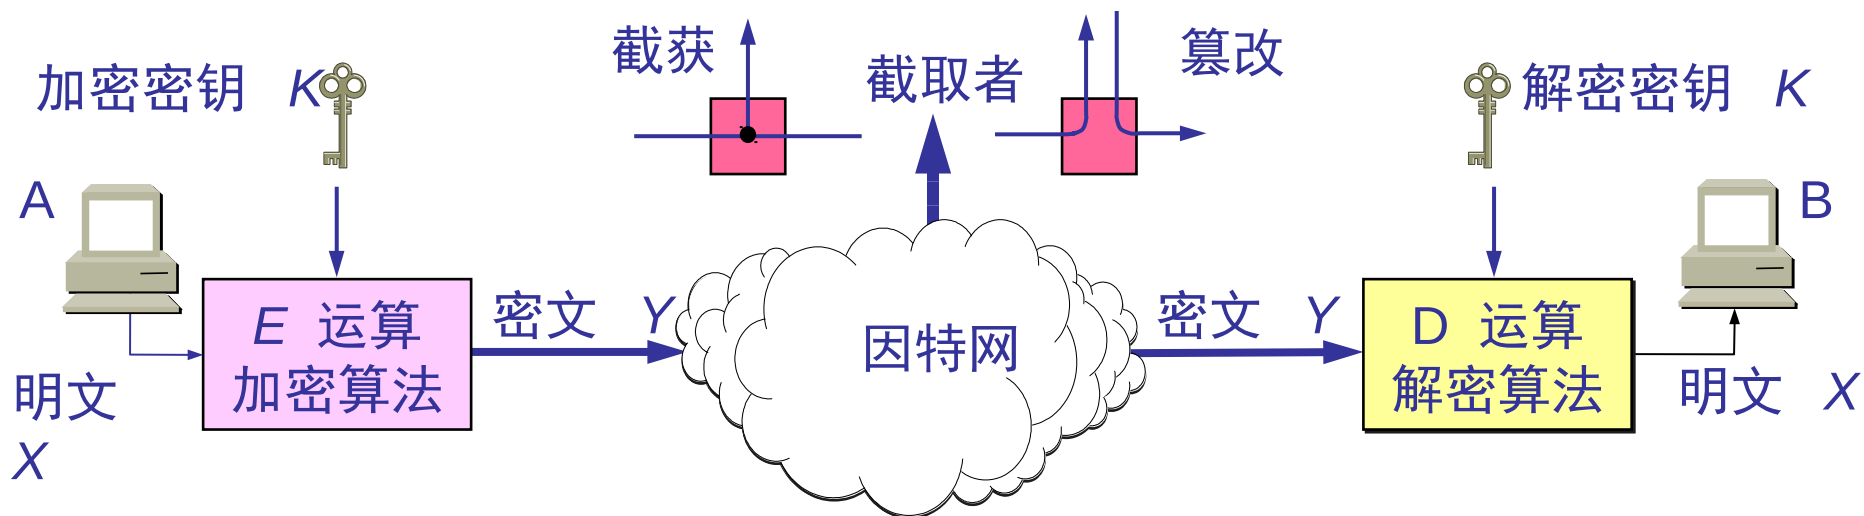 截获
截取者
篡改
加密密钥 K
解密密钥 K
A
B
E 运算
加密算法
密文 Y
因特网
密文 Y
D 运算
解密算法
明文
X
明文 X